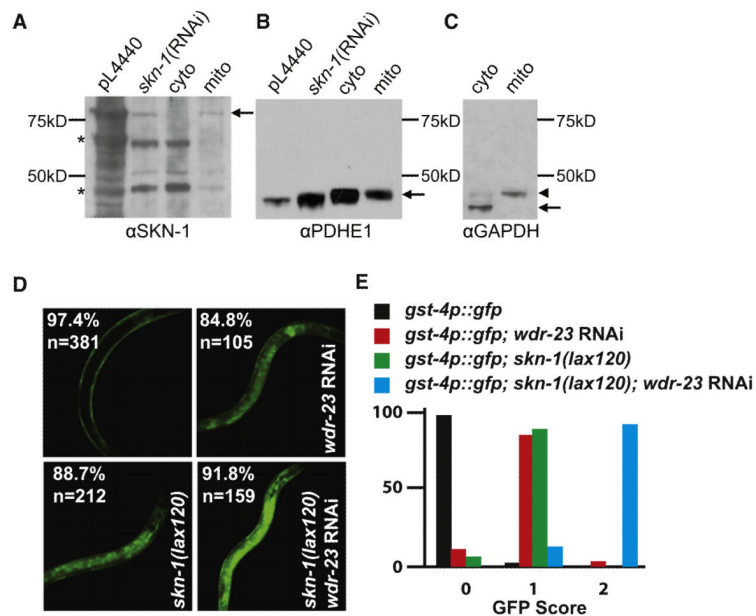 A
pL4440
skn-1(RNAi)
cyto
mito
75kD
*
50kD
*
αSKN-1
B
pL4440
skn-1(RNAi)
cyto
mito
75kD
50kD
αPDHE1
C
cyto
mito
75kD
50kD
αGAPDH
D
97.4%
n=381
84.8%
n=105
wdr-23 RNAi
88.7%
n=212
skn-1(lax120)
91.8%
n=159
skn-1(lax120)
wdr-23 RNAi
E
gst-4p::gfp
gst-4p::gfp; wdr-23 RNAi
gst-4p::gfp; skn-1(lax120)
gst-4p::gfp; skn-1(lax120); wdr-23 RNAi
100
50
0
0 1 2
GFP Score